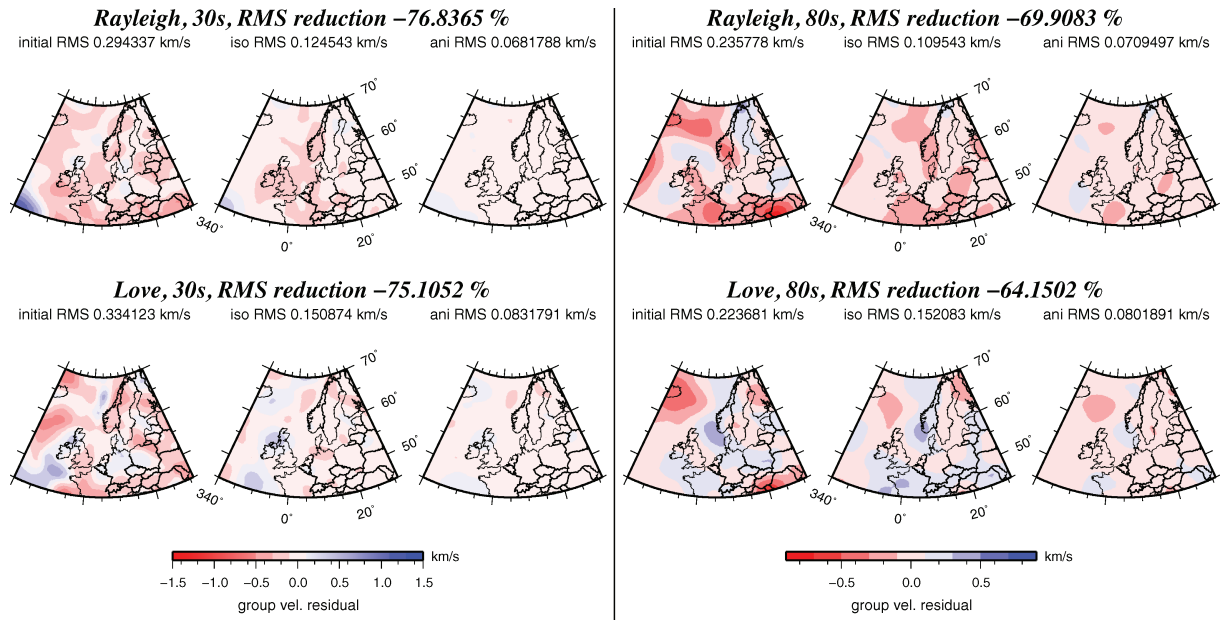 Rayleigh, 30s, RMS reduction −76.8365 %
initial RMS 0.294337 km/s iso RMS 0.124543 km/s ani RMS 0.0681788 km/s
70°
60°
50°
340°
0°
20°
Love, 30s, RMS reduction −75.1052 %
initial RMS 0.334123 km/s iso RMS 0.150874 km/s ani RMS 0.0831791 km/s
70°
60°
50°
340°
0°
20°
km/s
−1.5 −1.0 −0.5 0.0 0.5 1.0 1.5
group vel. residual
Rayleigh, 80s, RMS reduction −69.9083 %
initial RMS 0.235778 km/s iso RMS 0.109543 km/s ani RMS 0.0709497 km/s
70°
60°
50°
340°
0°
20°
Love, 80s, RMS reduction −64.1502 %
initial RMS 0.223681 km/s iso RMS 0.152083 km/s ani RMS 0.0801891 km/s
70°
60°
50°
340°
0°
20°
km/s
−0.5 0.0 0.5
group vel. residual